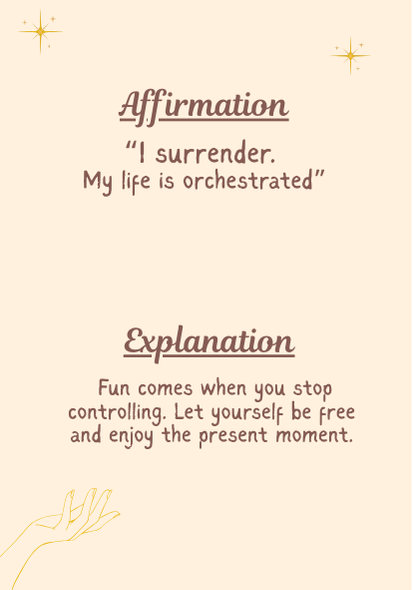 Affirmation
“I surrender.
My life is orchestrated”
Explanation
Fun comes when you stop
controlling. Let yourself be free
and enjoy the present moment.